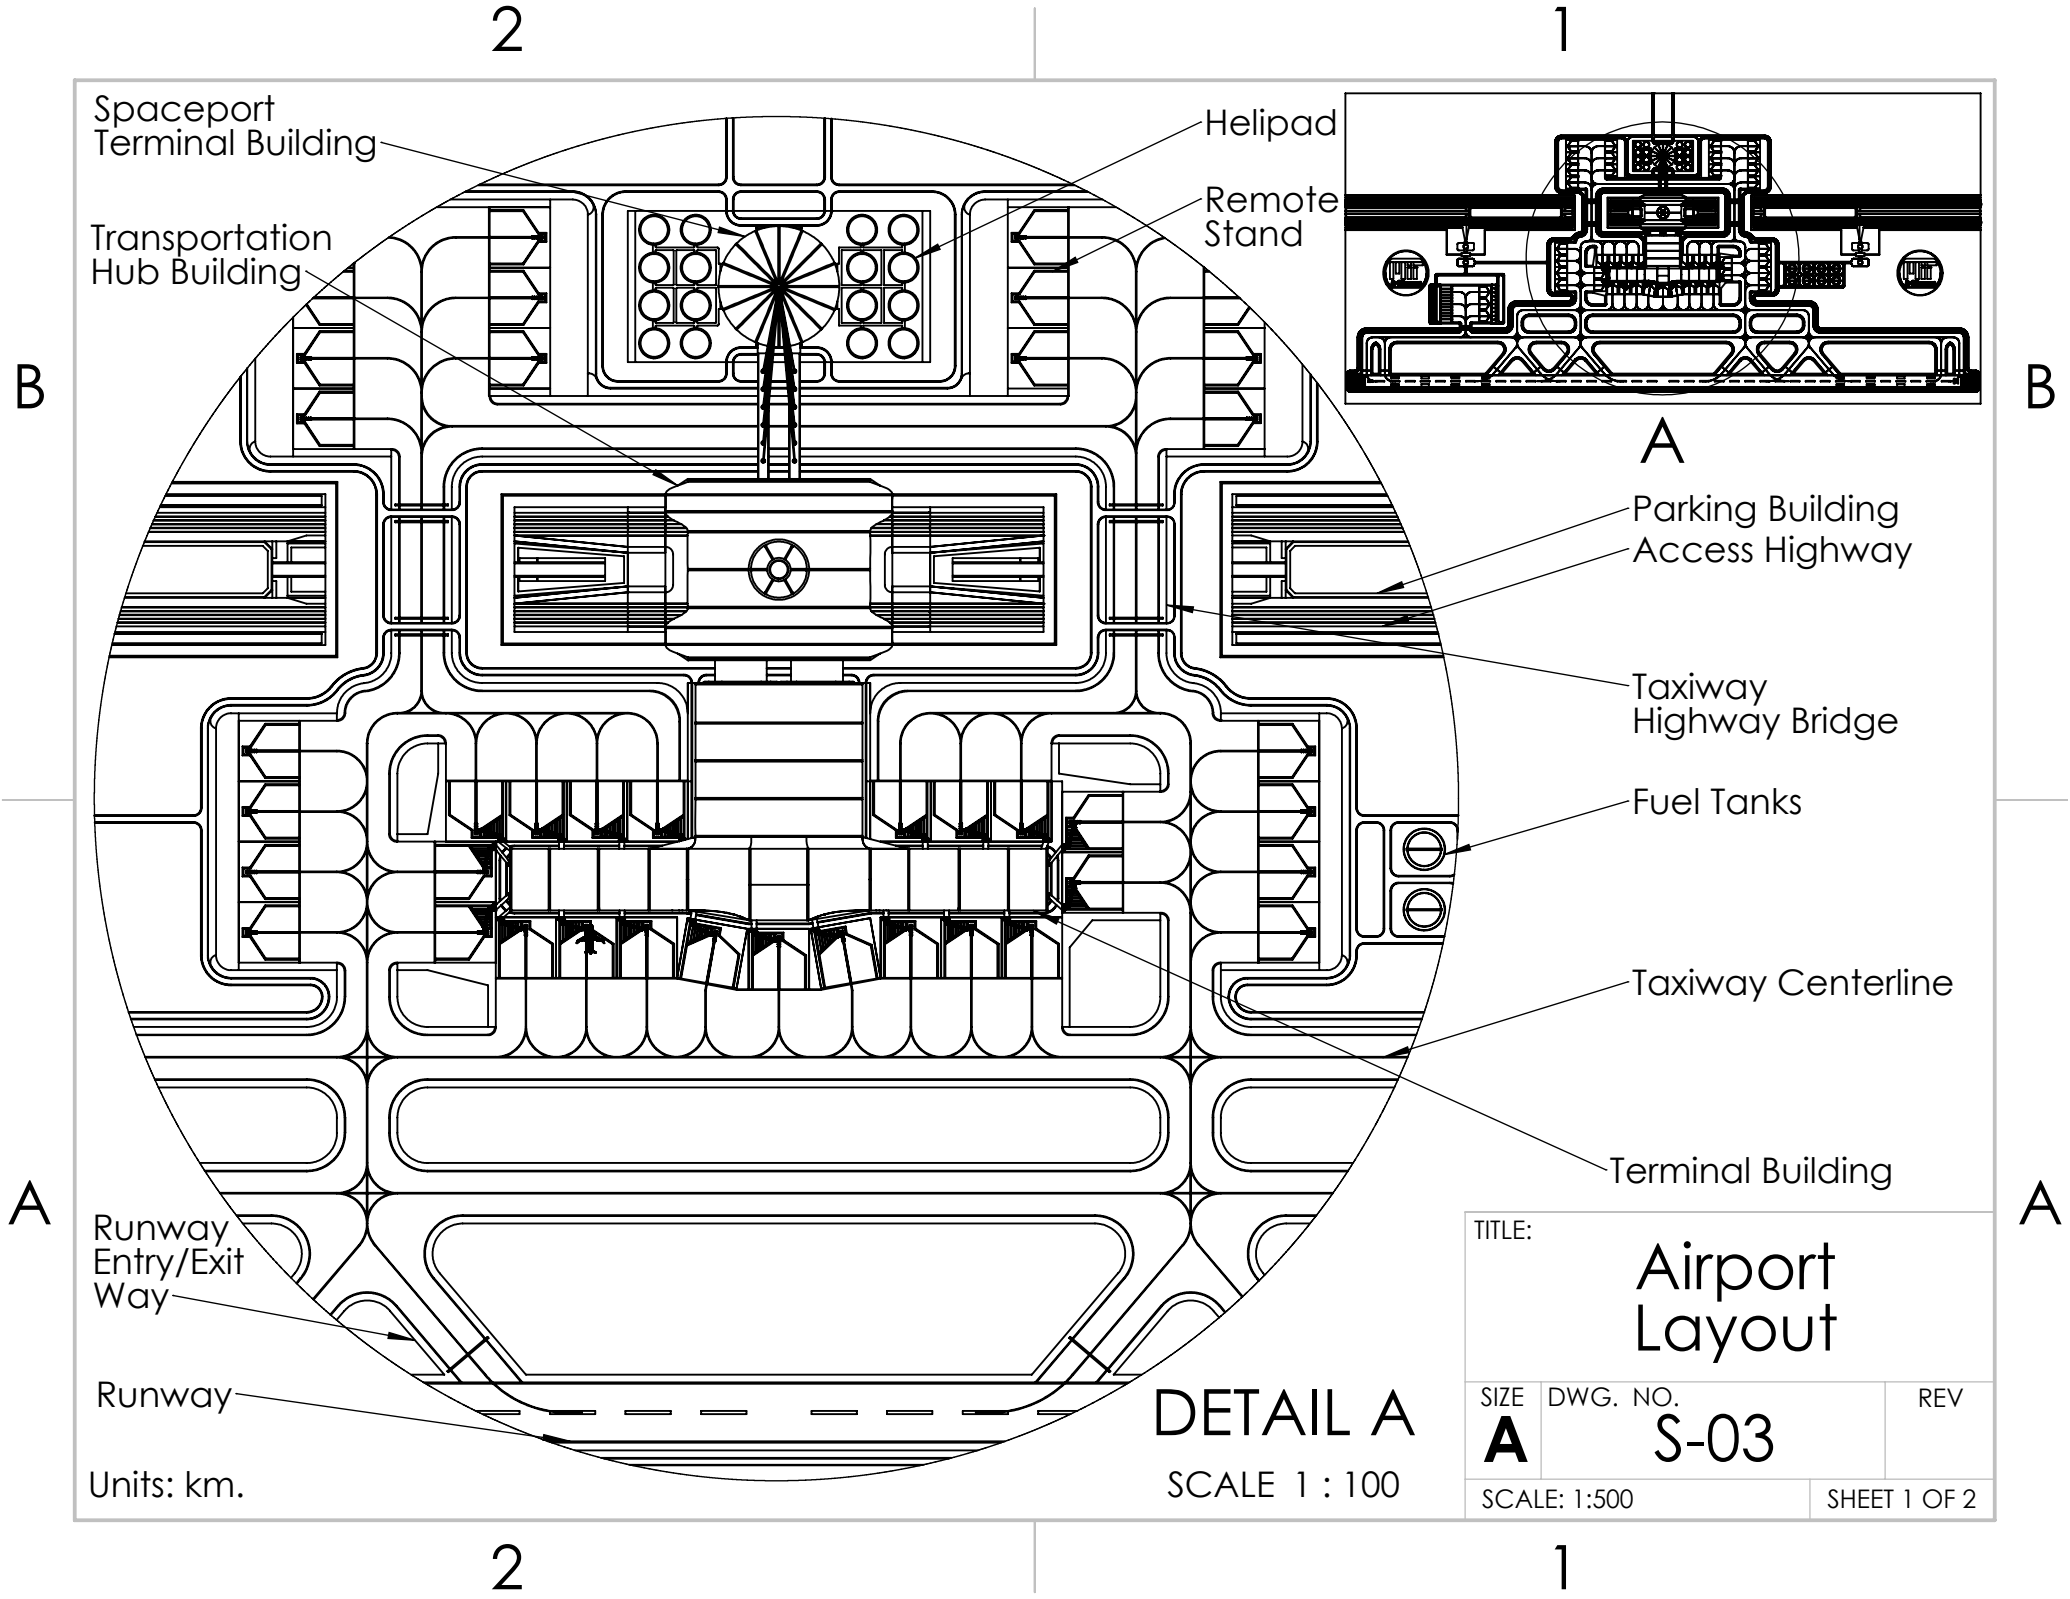 2
1
Spaceport
Terminal Building
Helipad
Remote
Stand
Transportation
Hub Building
B
B
A
Parking Building
Access Highway
Taxiway
Highway Bridge
Fuel Tanks
Taxiway Centerline
Terminal Building
A
A
Runway
Entry/Exit
Way
Runway
Units: km.
DETAIL A
SCALE 1 : 100
TITLE:
Airport
Layout
SIZE
A
DWG. NO.
S-03
REV
SCALE: 1:500
SHEET 1 OF 2
2
1